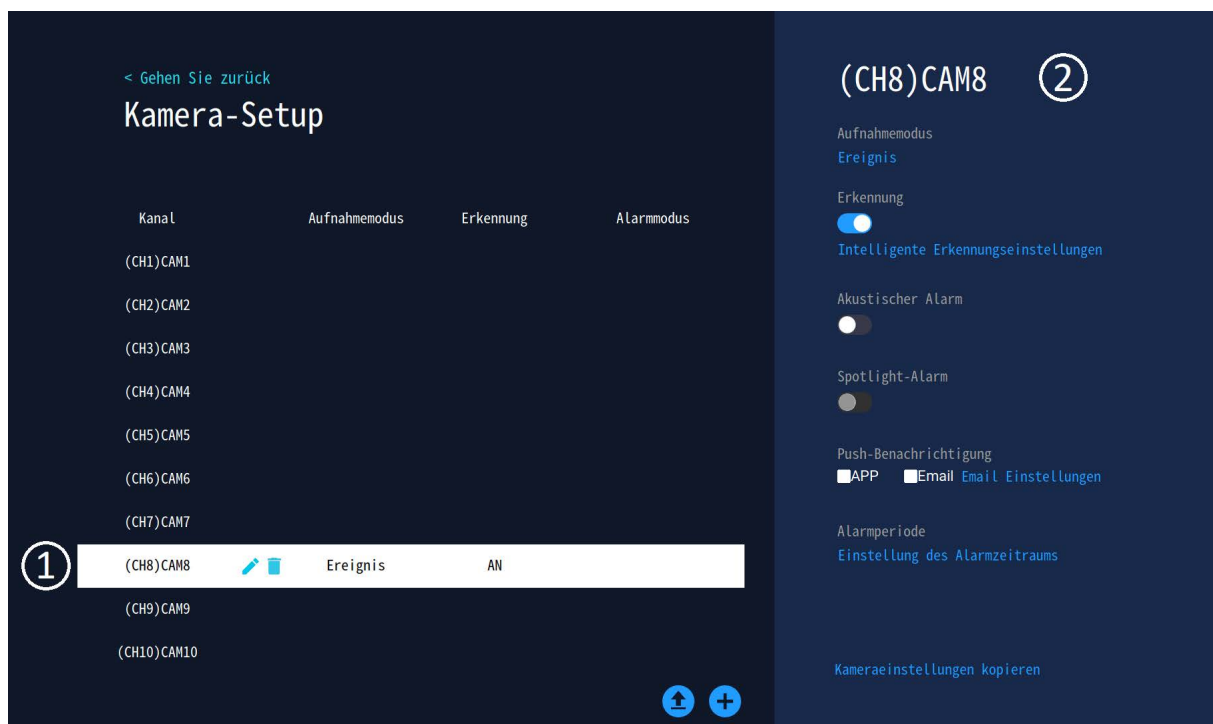 < Gehen Sie zurück
Kamera-Setup
Kanal Aufnahmemodus Erkennung Alarmmodus
(CH1)CAM1
(CH2)CAM2
(CH3)CAM3
(CH4)CAM4
(CH5)CAM5
(CH6)CAM6
(CH7)CAM7
① (CH8)CAM8 Ereignis AN
(CH9)CAM9
(CH10)CAM10
(CH8)CAM8 ②
Aufnahmemodus
Ereignis
Erkennung
Intelligente Erkennungseinstellungen
Akustischer Alarm
Spotlight-Alarm
Push-Benachrichtigung
APP Email Email Einstellungen
Alarmperiode
Einstellung des Alarmzeitraums
Kameraeinstellungen kopieren